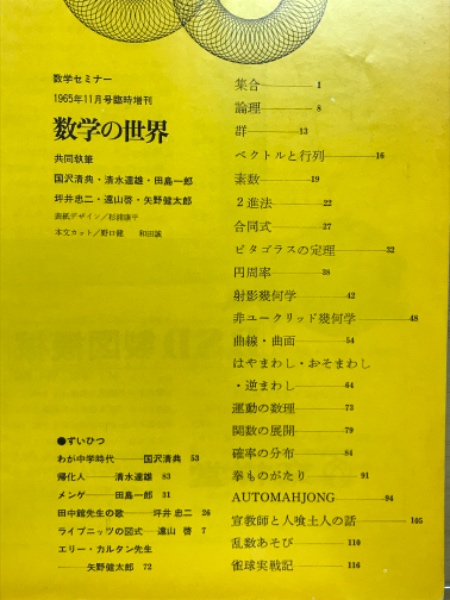 数学セミナー
1965年11月号臨時増刊
数学の世界
共同執筆
国沢清典・清水達雄・田島一郎
坪井忠二・遠山啓・矢野健太郎
表紙デザイン／杉浦康平
本文カット／野口健 和田誠
●ずいひつ
わが中学時代──国沢清典 53
帰化人──清水達雄 83
メンゲ──田島一郎 31
田中館先生の歌──坪井忠二 26
ライプニッツの図式──遠山啓 7
エリー・カルタン先生
──矢野健太郎 72
集合──1
論理──8
群──13
ベクトルと行列──16
素数──19
2進法──22
合同式──27
ピタゴラスの定理──32
円周率──38
射影幾何学──42
非ユークリッド幾何学──48
曲線・曲面──54
はやまわし・おそまわし
・逆まわし──64
運動の数理──73
関数の展開──79
確率の分布──84
拳ものがたり──91
AUTOMAHJONG──94
宣教師と人喰土人の話──105
乱数あそび──110
雀球実戦記──116